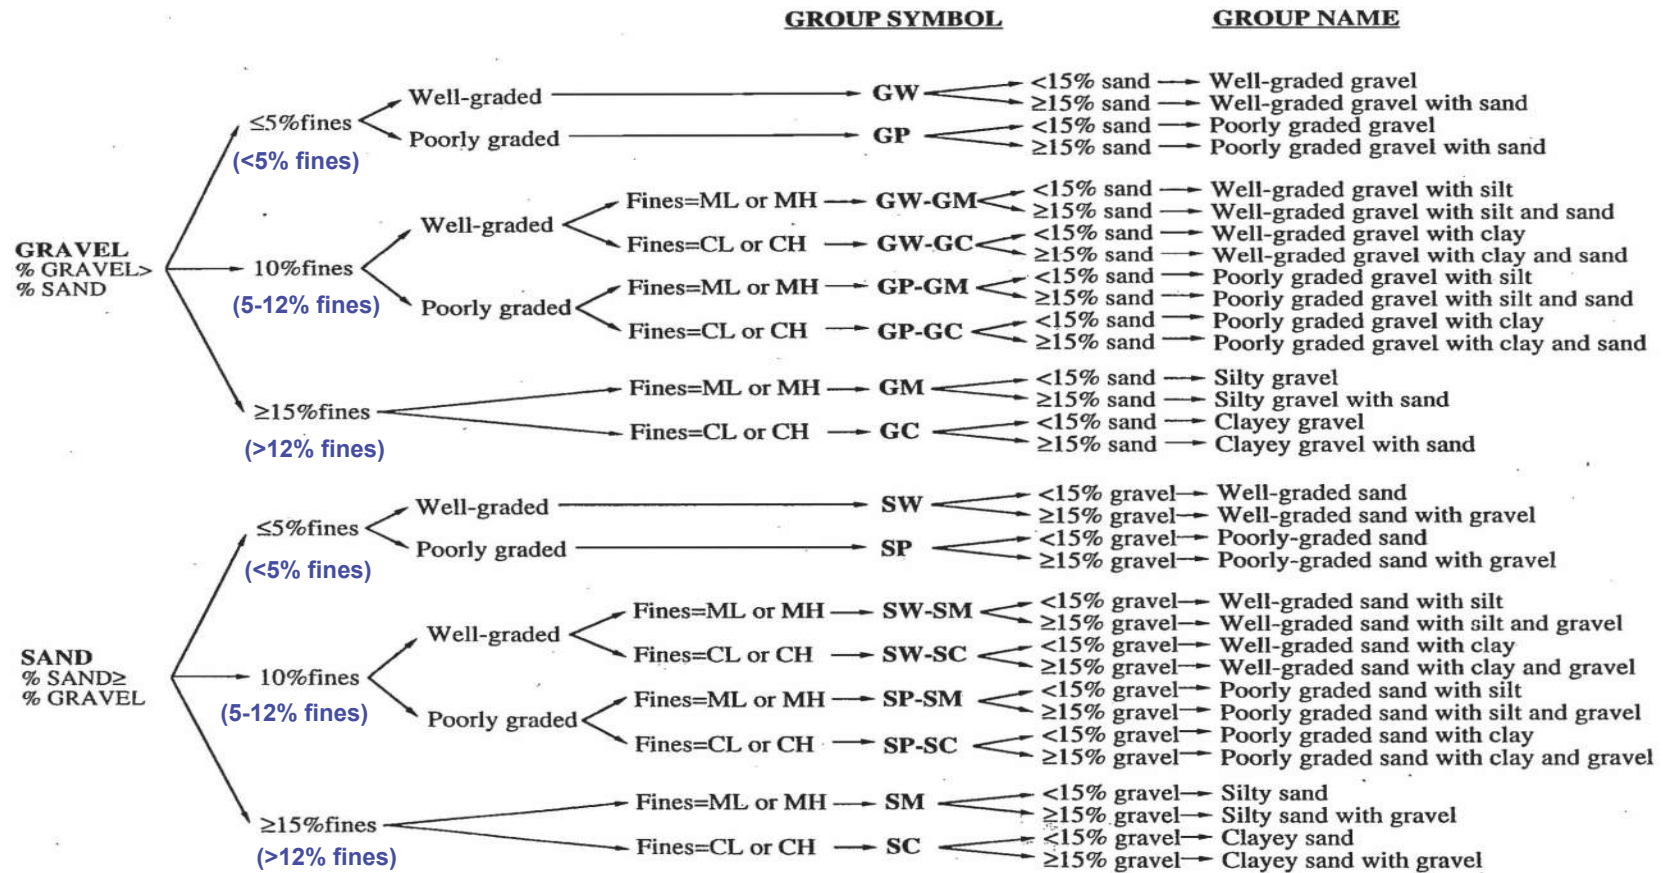 GROUP SYMBOL GROUP NAME
<15% sand Well-graded gravel
Well-graded GW
≥15% sand Well-graded gravel with sand
≤5%fines
<15% sand Poorly graded gravel
Poorly graded GP
≥15% sand Poorly graded gravel with sand
(<5% fines)
<15% sand Well-graded gravel with silt
Fines=ML or MH GW-GM
≥15% sand Well-graded gravel with silt and sand
Well-graded
<15% sand Well-graded gravel with clay
Fines=CL or CH GW-GC
≥15% sand Well-graded gravel with clay and sand
GRAVEL
% GRAVEL>
% SAND
10%fines
(5-12% fines)
<15% sand Poorly graded gravel with silt
Fines=ML or MH GP-GM
≥15% sand Poorly graded gravel with silt and sand
Poorly graded
<15% sand Poorly graded gravel with clay
Fines=CL or CH GP-GC
≥15% sand Poorly graded gravel with clay and sand
<15% sand Silty gravel
Fines=ML or MH GM
≥15% sand Silty gravel with sand
≥15%fines
<15% sand Clayey gravel
Fines=CL or CH GC
≥15% sand Clayey gravel with sand
(>12% fines)
<15% gravel Well-graded sand
Well-graded SW
≥15% gravel Well-graded sand with gravel
≤5%fines
<15% gravel Poorly-graded sand
Poorly graded SP
≥15% gravel Poorly-graded sand with gravel
(<5% fines)
<15% gravel Well-graded sand with silt
Fines=ML or MH SW-SM
≥15% gravel Well-graded sand with silt and gravel
Well-graded
<15% gravel Well-graded sand with clay
Fines=CL or CH SW-SC
≥15% gravel Well-graded sand with clay and gravel
SAND
% SAND≥
% GRAVEL
10%fines
(5-12% fines)
<15% gravel Poorly graded sand with silt
Fines=ML or MH SP-SM
≥15% gravel Poorly graded sand with silt and gravel
Poorly graded
<15% gravel Poorly graded sand with clay
Fines=CL or CH SP-SC
≥15% gravel Poorly graded sand with clay and gravel
<15% gravel Silty sand
Fines=ML or MH SM
≥15% gravel Silty sand with gravel
≥15%fines
<15% gravel Clayey sand
Fines=CL or CH SC
≥15% gravel Clayey sand with gravel
(>12% fines)